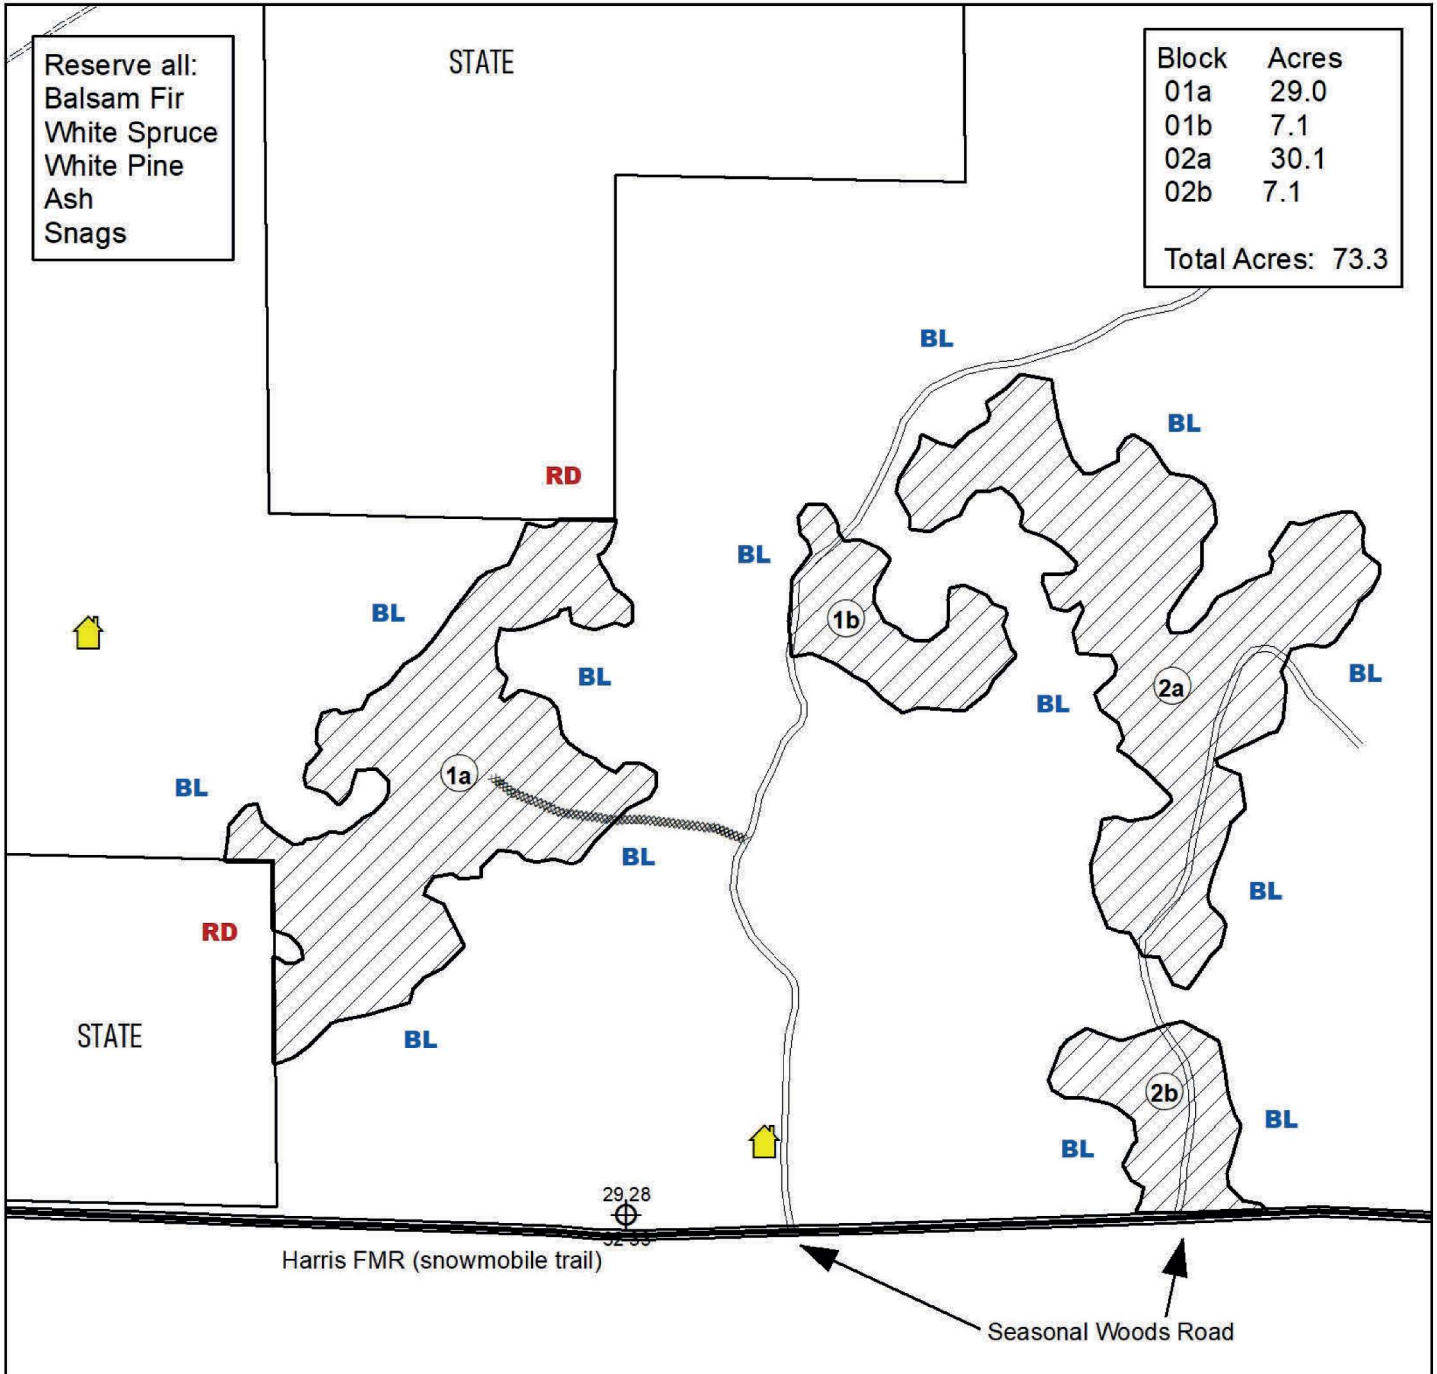 Reserve all:
Balsam Fir
White Spruce
White Pine
Ash
Snags
STATE
Block Acres
01a 29.0
01b 7.1
02a 30.1
02b 7.1
Total Acres: 73.3
BL
BL
RD
BL
BL
1b
BL
2a
BL
BL
1a
BL
BL
BL
RD
BL
STATE
BL
2b
BL
BL
29,28
Harris FMR (snowmobile trail)
Seasonal Woods Road